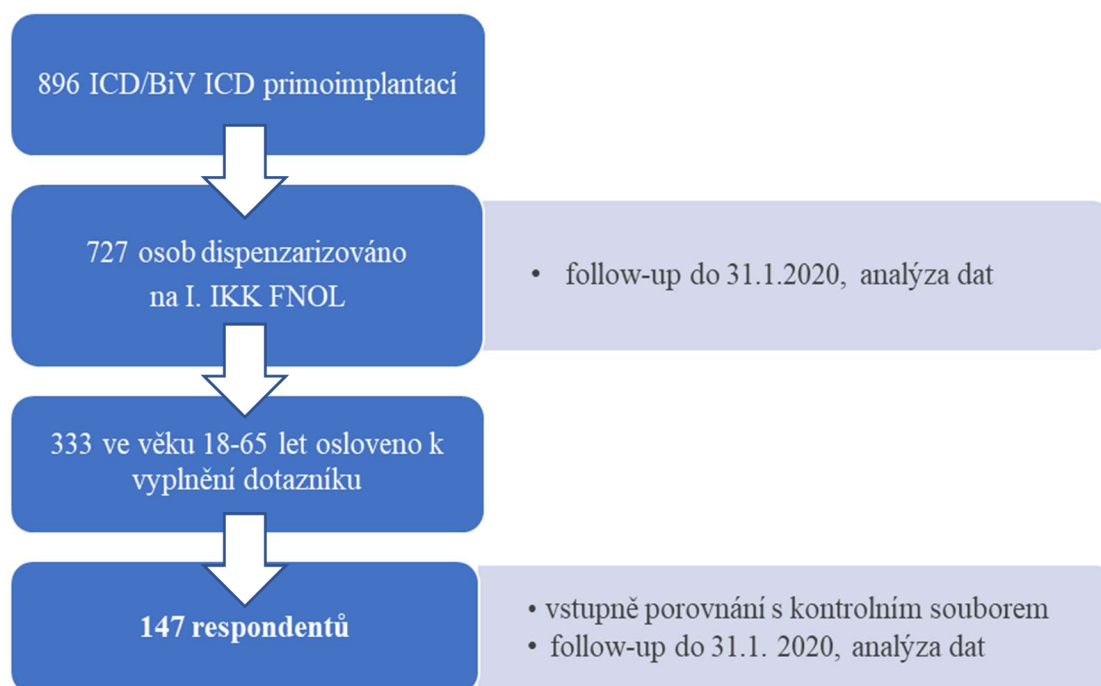 896 ICD/BiV ICD primoimplantací
727 osob dispenzarizováno
na I. IKK FNOL
• follow-up do 31.1.2020, analýza dat
333 ve věku 18-65 let osloveno k
vyplnění dotazníku
147 respondentů
• vstupně porovnání s kontrolním souborem
• follow-up do 31.1. 2020, analýza dat